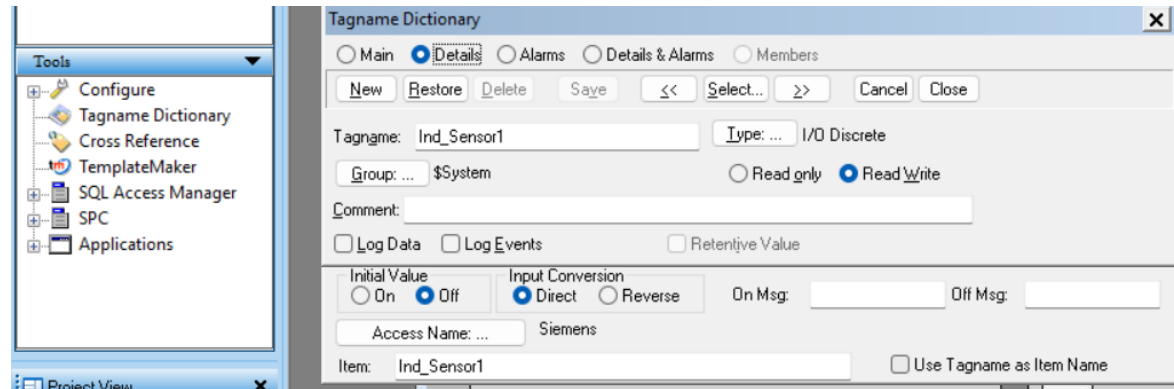 Tagname Dictionary
Main Details Alarms Details & Alarms Members
New Restore Delete Save << Select... >> Cancel Close
Tagname: Ind_Sensor1 Type: ... I/O Discrete
Group: ... $System Read only Read Write
Comment:
Log Data Log Events Retentive Value
Initial Value Input Conversion
On Off Direct Reverse On Msg: Off Msg:
Access Name: ... Siemens
Item: Ind_Sensor1 Use Tagname as Item Name
Tools
Configure
Tagname Dictionary
Cross Reference
TemplateMaker
SQL Access Manager
SPC
Applications
Project View